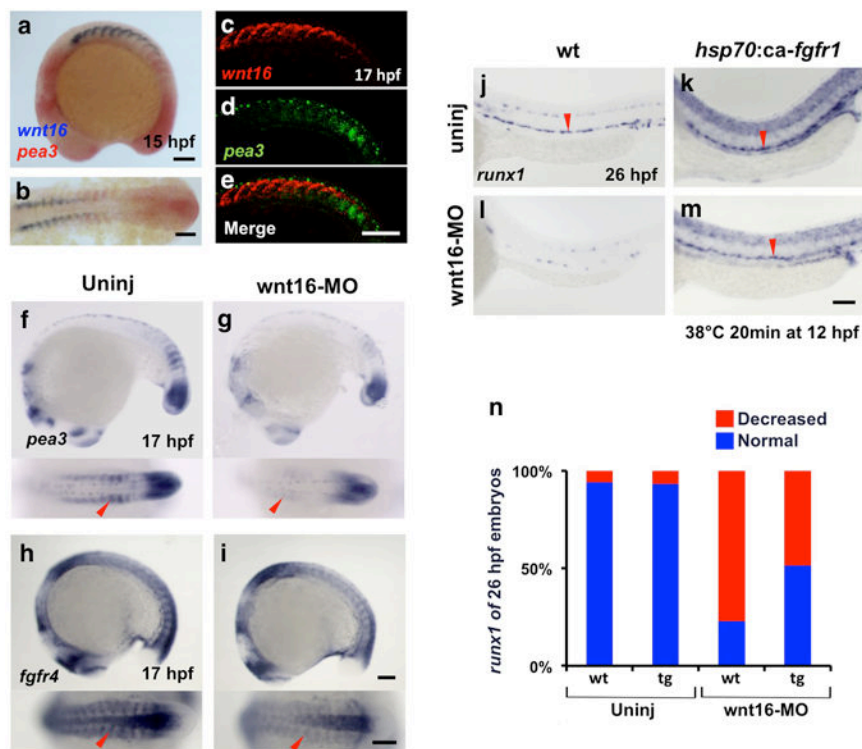 a
wnt16
pea3
15 hpf
b
c
wnt16
17 hpf
d
pea3
e
Merge
Uninj
wnt16-MO
f
pea3
17 hpf
g
h
fgfr4
17 hpf
i
wt
hsp70:ca-fgfr1
uninj
j
runx1
26 hpf
k
wnt16-MO
l
m
38°C 20min at 12 hpf
n
Decreased
Normal
runx1 of 26 hpf embryos
100%
50%
0%
wt
tg
wt
tg
Uninj
wnt16-MO